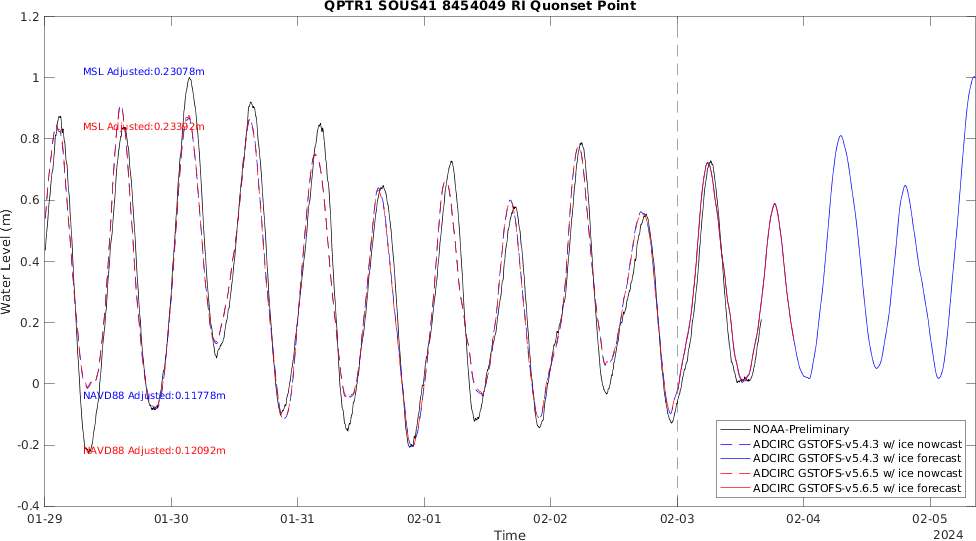 QPTR1 SOUS41 8454049 RI Quonset Point
1.2
1
0.8
0.6
0.4
0.2
0
-0.2
-0.4
Water Level (m)
MSL Adjusted:0.23078m
MSL Adjusted:0.23392m
NAVD88 Adjusted:0.11778m
NAVD88 Adjusted:0.12092m
NOAA-Preliminary
ADCIRC GSTOFS-v5.4.3 w/ ice nowcast
ADCIRC GSTOFS-v5.4.3 w/ ice forecast
ADCIRC GSTOFS-v5.6.5 w/ ice nowcast
ADCIRC GSTOFS-v5.6.5 w/ ice forecast
01-29 01-30 01-31 02-01 02-02 02-03 02-04 02-05
Time
2024